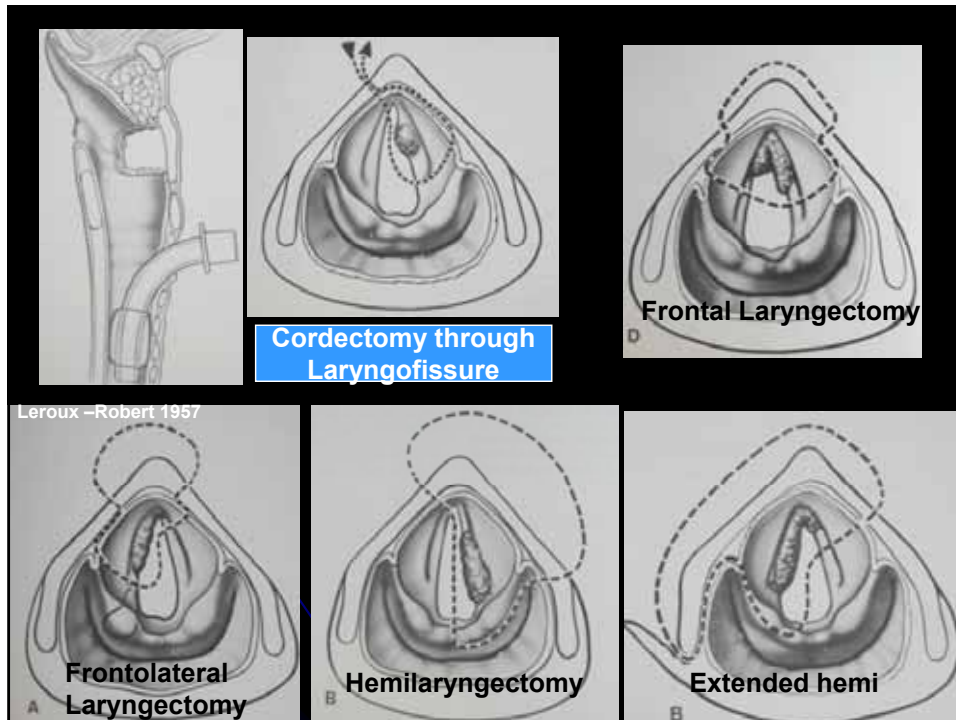 Cordectomy through
Laryngofissure
Frontal Laryngectomy
D
Leroux –Robert 1957
Frontolateral
Laryngectomy
A
Hemilaryngectomy
B
Extended hemi
B